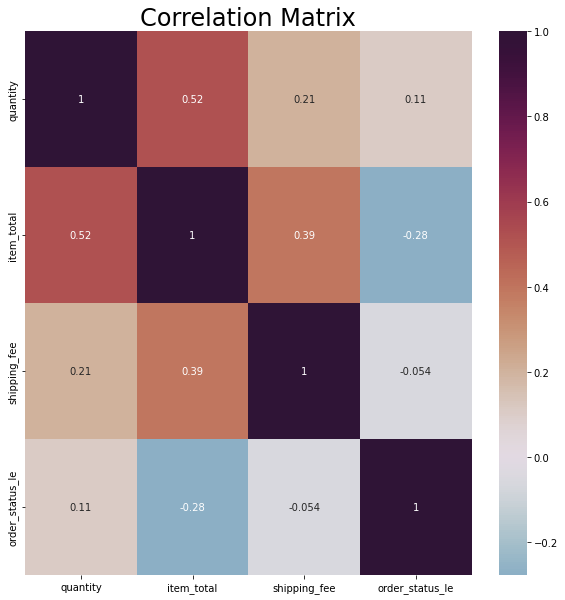 Correlation Matrix
quantity
1
0.52
0.21
0.11
item_total
0.52
1
0.39
-0.28
shipping_fee
0.21
0.39
1
-0.054
order_status_le
0.11
-0.28
-0.054
1
quantity
item_total
shipping_fee
order_status_le
1.0
0.8
0.6
0.4
0.2
0.0
−0.2